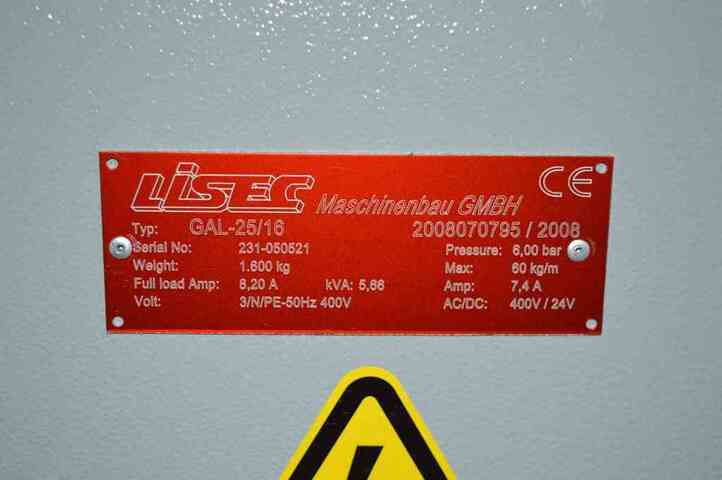 LiSEC Maschinenbau GMBH CE
Typ: GAL-25/16 2008070795 / 2008
Serial No: 231-050521 Pressure: 6,00 bar
Weight: 1.600 kg Max: 60 kg/m
Full load Amp: 8,20 A kVA: 5,66 Amp: 7,4 A
Volt: 3/N/PE-50Hz 400V AC/DC: 400V / 24V